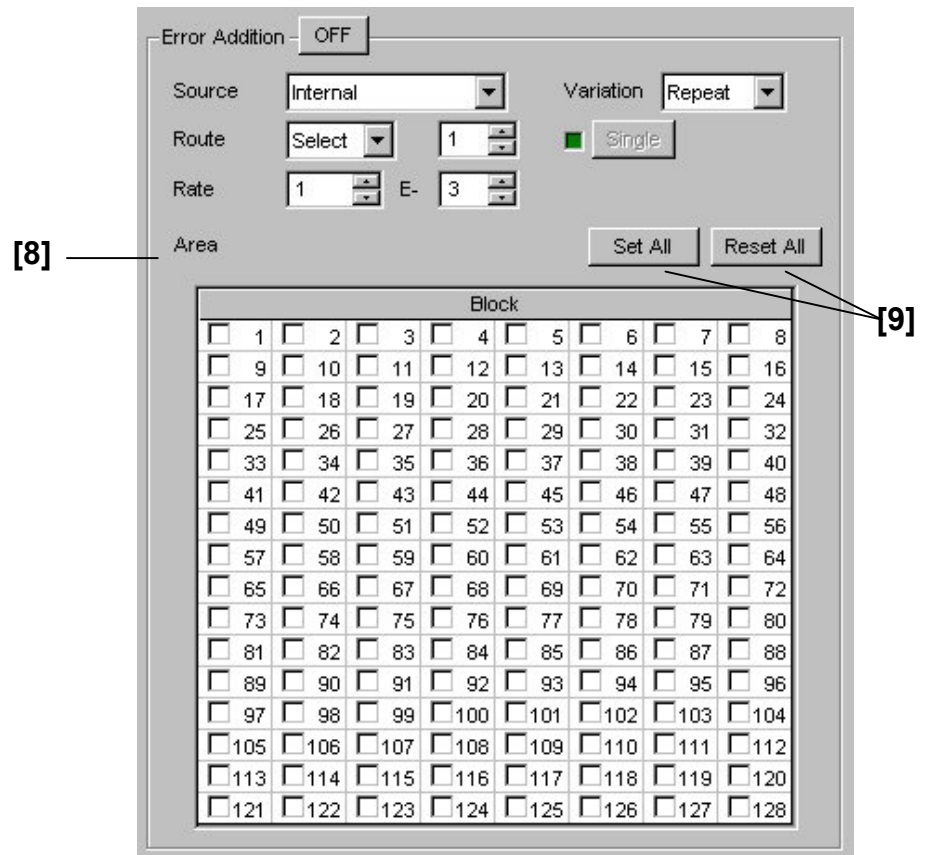 Error Addition OFF
Source Internal Variation Repeat
Route Select 1 Single
Rate 1 E- 3
[8] Area Set All Reset All
[9]
Block
1 2 3 4 5 6 7 8
9 10 11 12 13 14 15 16
17 18 19 20 21 22 23 24
25 26 27 28 29 30 31 32
33 34 35 36 37 38 39 40
41 42 43 44 45 46 47 48
49 50 51 52 53 54 55 56
57 58 59 60 61 62 63 64
65 66 67 68 69 70 71 72
73 74 75 76 77 78 79 80
81 82 83 84 85 86 87 88
89 90 91 92 93 94 95 96
97 98 99 100 101 102 103 104
105 106 107 108 109 110 111 112
113 114 115 116 117 118 119 120
121 122 123 124 125 126 127 128